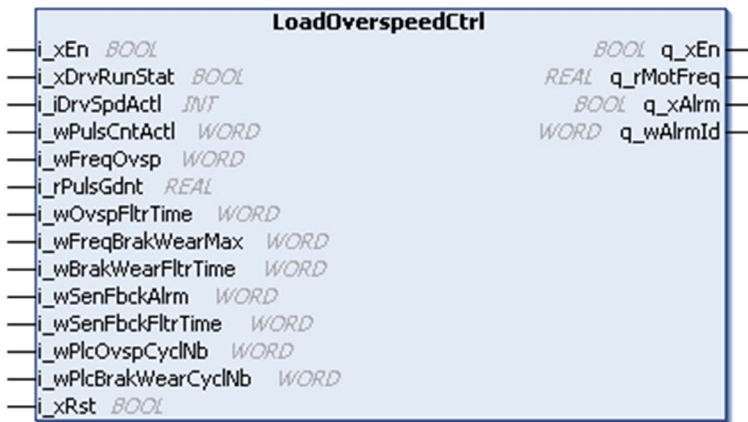 LoadOverspeedCtrl
i_xEn BOOL BOOL q_xEn
i_xDrvRunStat BOOL REAL q_rMotFreq
i_iDrvSpdActl INT BOOL q_xAlrm
i_wPulsCntActl WORD WORD q_wAlrmId
i_wFreqOvsp WORD
i_rPulsGdnt REAL
i_wOvspFltrTime WORD
i_wFreqBrakWearMax WORD
i_wBrakWearFltrTime WORD
i_wSenFbckAlrm WORD
i_wSenFbckFltrTime WORD
i_wPlcOvspCyclNb WORD
i_wPlcBrakWearCyclNb WORD
i_xRst BOOL